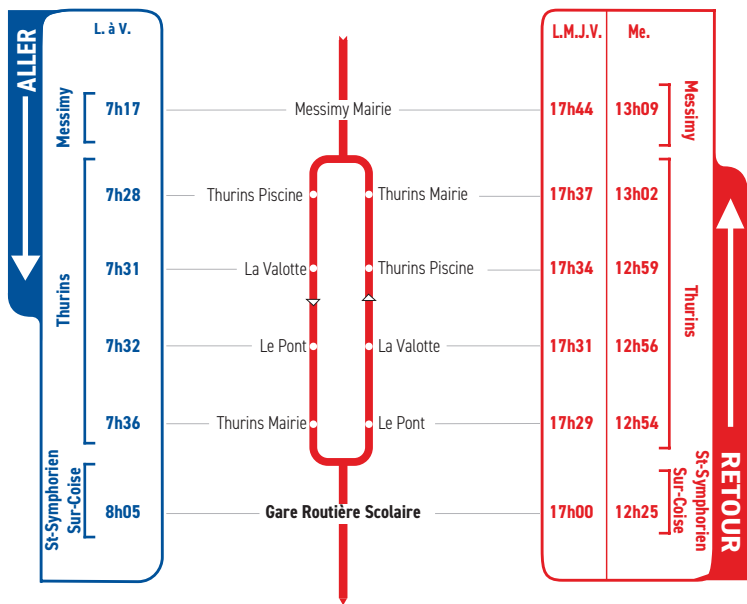 ALLER
L. à V.
L.M.J.V.
Me.
Messimy
7h17
Messimy Mairie
17h44
13h09
Messimy
Thurins
7h28
Thurins Piscine
Thurins Mairie
17h37
13h02
7h31
La Valotte
Thurins Piscine
17h34
12h59
Thurins
7h32
Le Pont
La Valotte
17h31
12h56
7h36
Thurins Mairie
Le Pont
17h29
12h54
St-Symphorien
Sur-Coise
8h05
Gare Routière Scolaire
17h00
12h25
St-Symphorien
Sur-Coise
RETOUR